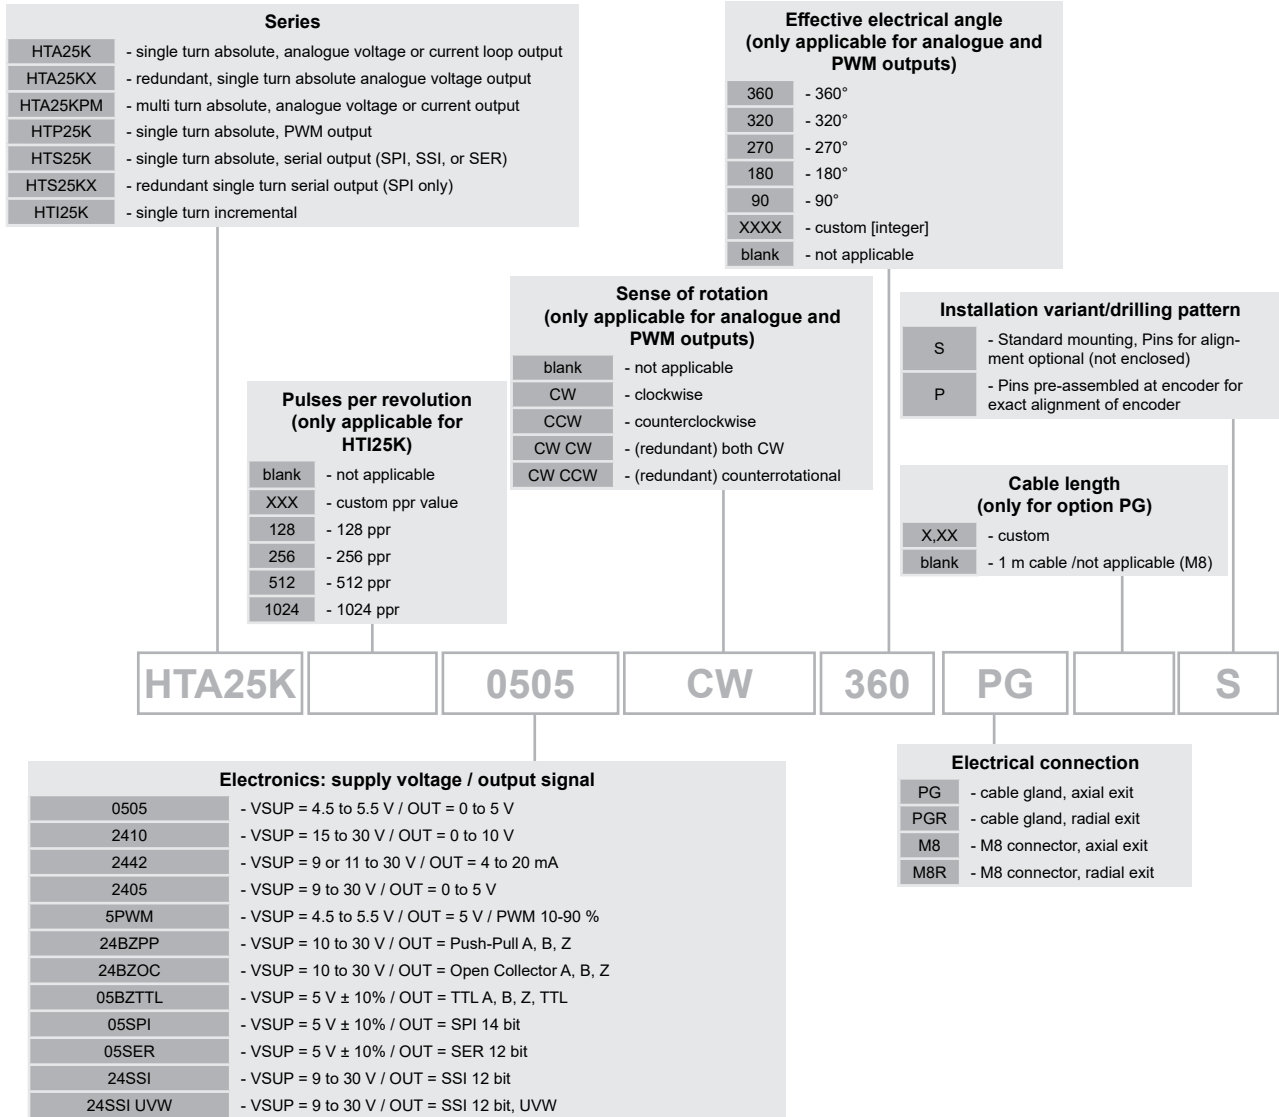 Series
HTA25K - single turn absolute, analogue voltage or current loop output
HTA25KX - redundant, single turn absolute analogue voltage output
HTA25KPM - multi turn absolute, analogue voltage or current output
HTP25K - single turn absolute, PWM output
HTS25K - single turn absolute, serial output (SPI, SSI, or SER)
HTS25KX - redundant single turn serial output (SPI only)
HTI25K - single turn incremental
Effective electrical angle
(only applicable for analogue and
PWM outputs)
360 - 360°
320 - 320°
270 - 270°
180 - 180°
90 - 90°
XXXX - custom [integer]
blank - not applicable
Sense of rotation
(only applicable for analogue and
PWM outputs)
blank - not applicable
CW - clockwise
CCW - counterclockwise
CW CW - (redundant) both CW
CW CCW - (redundant) counterrotational
Installation variant/drilling pattern
S - Standard mounting, Pins for align-
ment optional (not enclosed)
P - Pins pre-assembled at encoder for
exact alignment of encoder
Pulses per revolution
(only applicable for
HTI25K)
blank - not applicable
XXX - custom ppr value
128 - 128 ppr
256 - 256 ppr
512 - 512 ppr
1024 - 1024 ppr
Cable length
(only for option PG)
X,XX - custom
blank - 1 m cable /not applicable (M8)
HTA25K 0505 CW 360 PG S
Electronics: supply voltage / output signal
0505 - VSUP = 4.5 to 5.5 V / OUT = 0 to 5 V
2410 - VSUP = 15 to 30 V / OUT = 0 to 10 V
2442 - VSUP = 9 or 11 to 30 V / OUT = 4 to 20 mA
2405 - VSUP = 9 to 30 V / OUT = 0 to 5 V
5PWM - VSUP = 4.5 to 5.5 V / OUT = 5 V / PWM 10-90 %
24BZPP - VSUP = 10 to 30 V / OUT = Push-Pull A, B, Z
24BZOC - VSUP = 10 to 30 V / OUT = Open Collector A, B, Z
05BZTTL - VSUP = 5 V ± 10% / OUT = TTL A, B, Z, TTL
05SPI - VSUP = 5 V ± 10% / OUT = SPI 14 bit
05SER - VSUP = 5 V ± 10% / OUT = SER 12 bit
24SSI - VSUP = 9 to 30 V / OUT = SSI 12 bit
24SSI UVW - VSUP = 9 to 30 V / OUT = SSI 12 bit, UVW
Electrical connection
PG - cable gland, axial exit
PGR - cable gland, radial exit
M8 - M8 connector, axial exit
M8R - M8 connector, radial exit